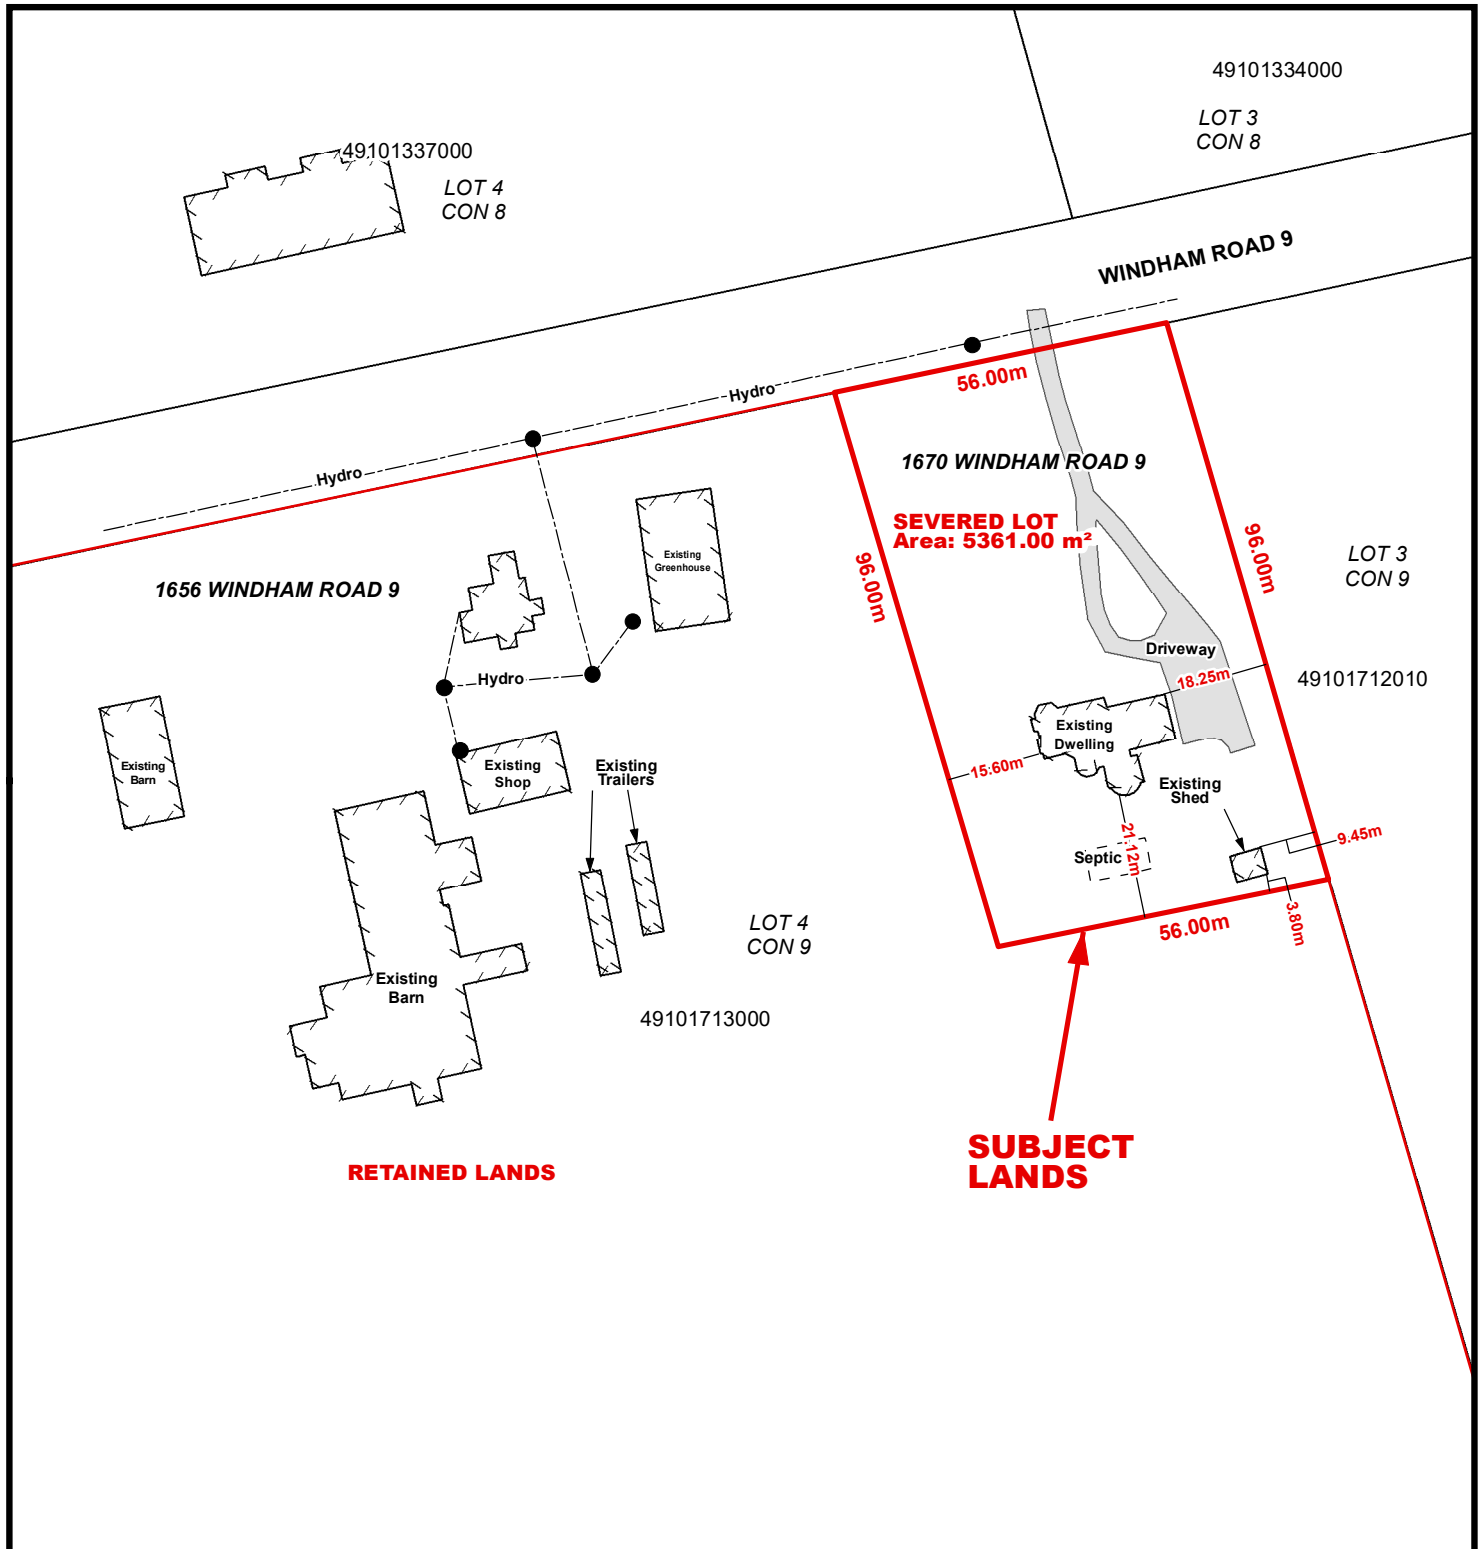 49101334000
LOT 3
CON 8
49101337000
LOT 4
CON 8
WINDHAM ROAD 9
56.00m
Hydro
Hydro
1670 WINDHAM ROAD 9
SEVERED LOT
Area: 5361.00 m²
96.00m
96.00m
LOT 3
CON 9
Existing
Greenhouse
1656 WINDHAM ROAD 9
Driveway
Hydro
18.25m
49101712010
Existing
Dwelling
15.60m
Existing
Barn
Existing
Shop
Existing
Trailers
Existing
Shed
21.12m
9.45m
Septic
3.80m
56.00m
LOT 4
CON 9
Existing
Barn
49101713000
SUBJECT
LANDS
RETAINED LANDS